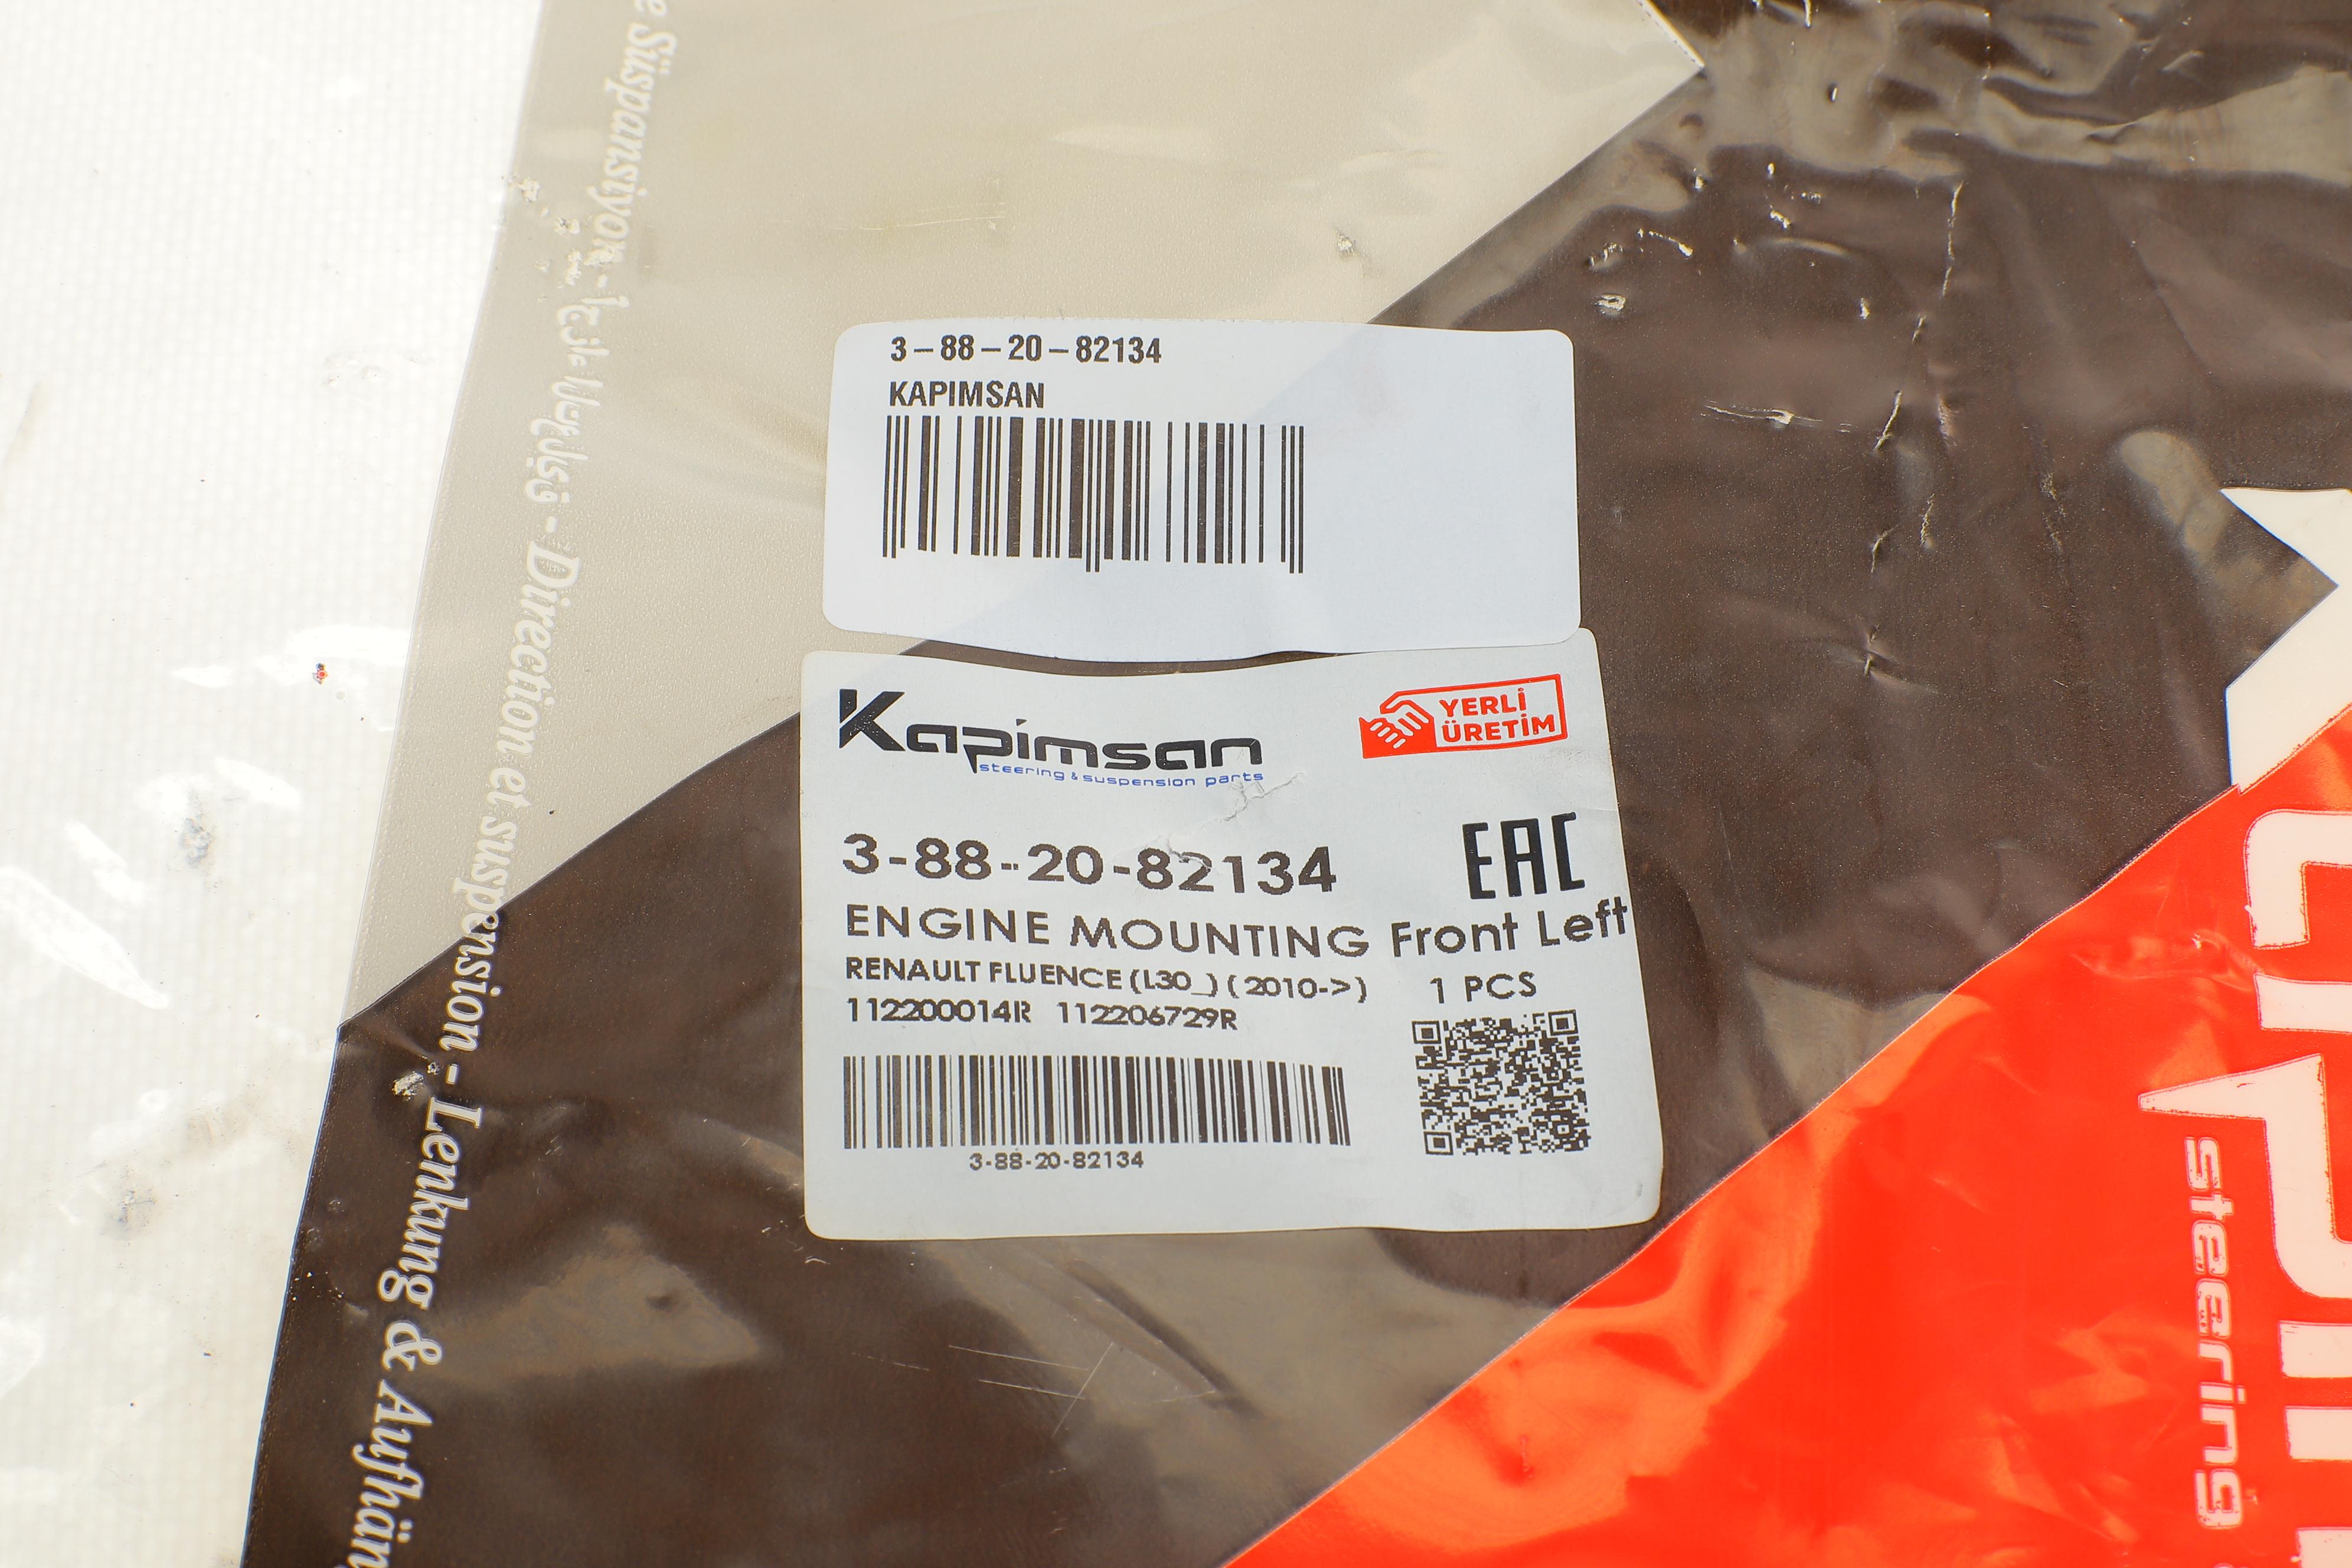 3-88-20-82134
KAPIMSAN
Kapimsan
steering & suspension parts
YERLİ
ÜRETİM
3-88-20-82134
EAC
ENGINE MOUNTING Front Left
RENAULT FLUENCE (L30_) (2010->)
1 PCS
112200014R 112206729R
3-88-20-82134
e Süspansiyon -
- Direction et suspension - Lenkung & Aufhän
steering